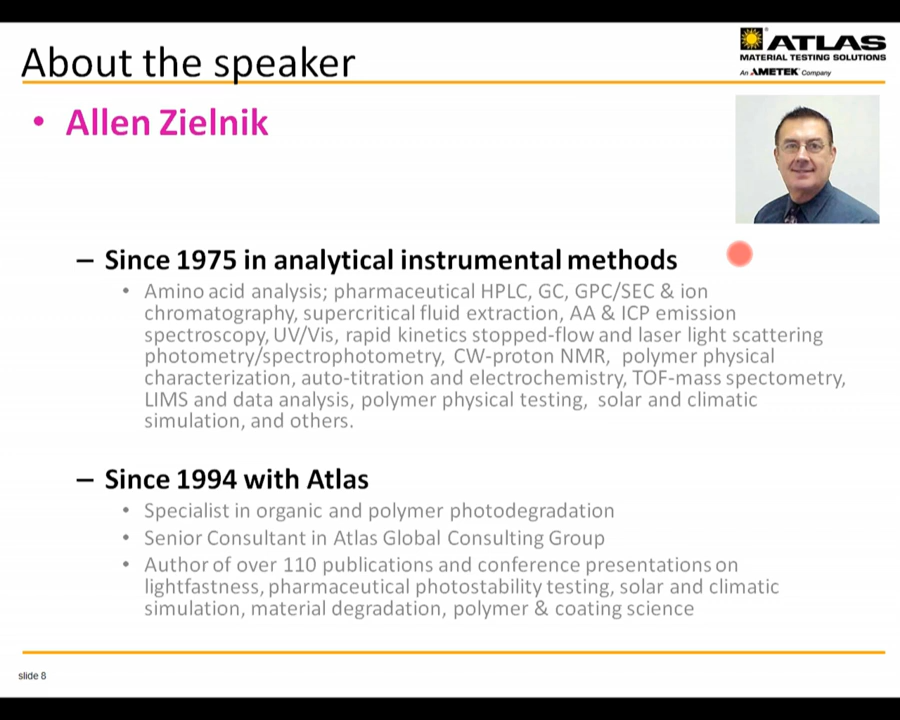 About the speaker
ATLAS
MATERIAL TESTING SOLUTIONS
An AMETEK Company
• Allen Zielnik
– Since 1975 in analytical instrumental methods
• Amino acid analysis; pharmaceutical HPLC, GC, GPC/SEC & ion
chromatography, supercritical fluid extraction, AA & ICP emission
spectroscopy, UV/Vis, rapid kinetics stopped-flow and laser light scattering
photometry/spectrophotometry, CW-proton NMR, polymer physical
characterization, auto-titration and electrochemistry, TOF-mass spectometry,
LIMS and data analysis, polymer physical testing, solar and climatic
simulation, and others.
– Since 1994 with Atlas
• Specialist in organic and polymer photodegradation
• Senior Consultant in Atlas Global Consulting Group
• Author of over 110 publications and conference presentations on
lightfastness, pharmaceutical photostability testing, solar and climatic
simulation, material degradation, polymer & coating science
slide 8